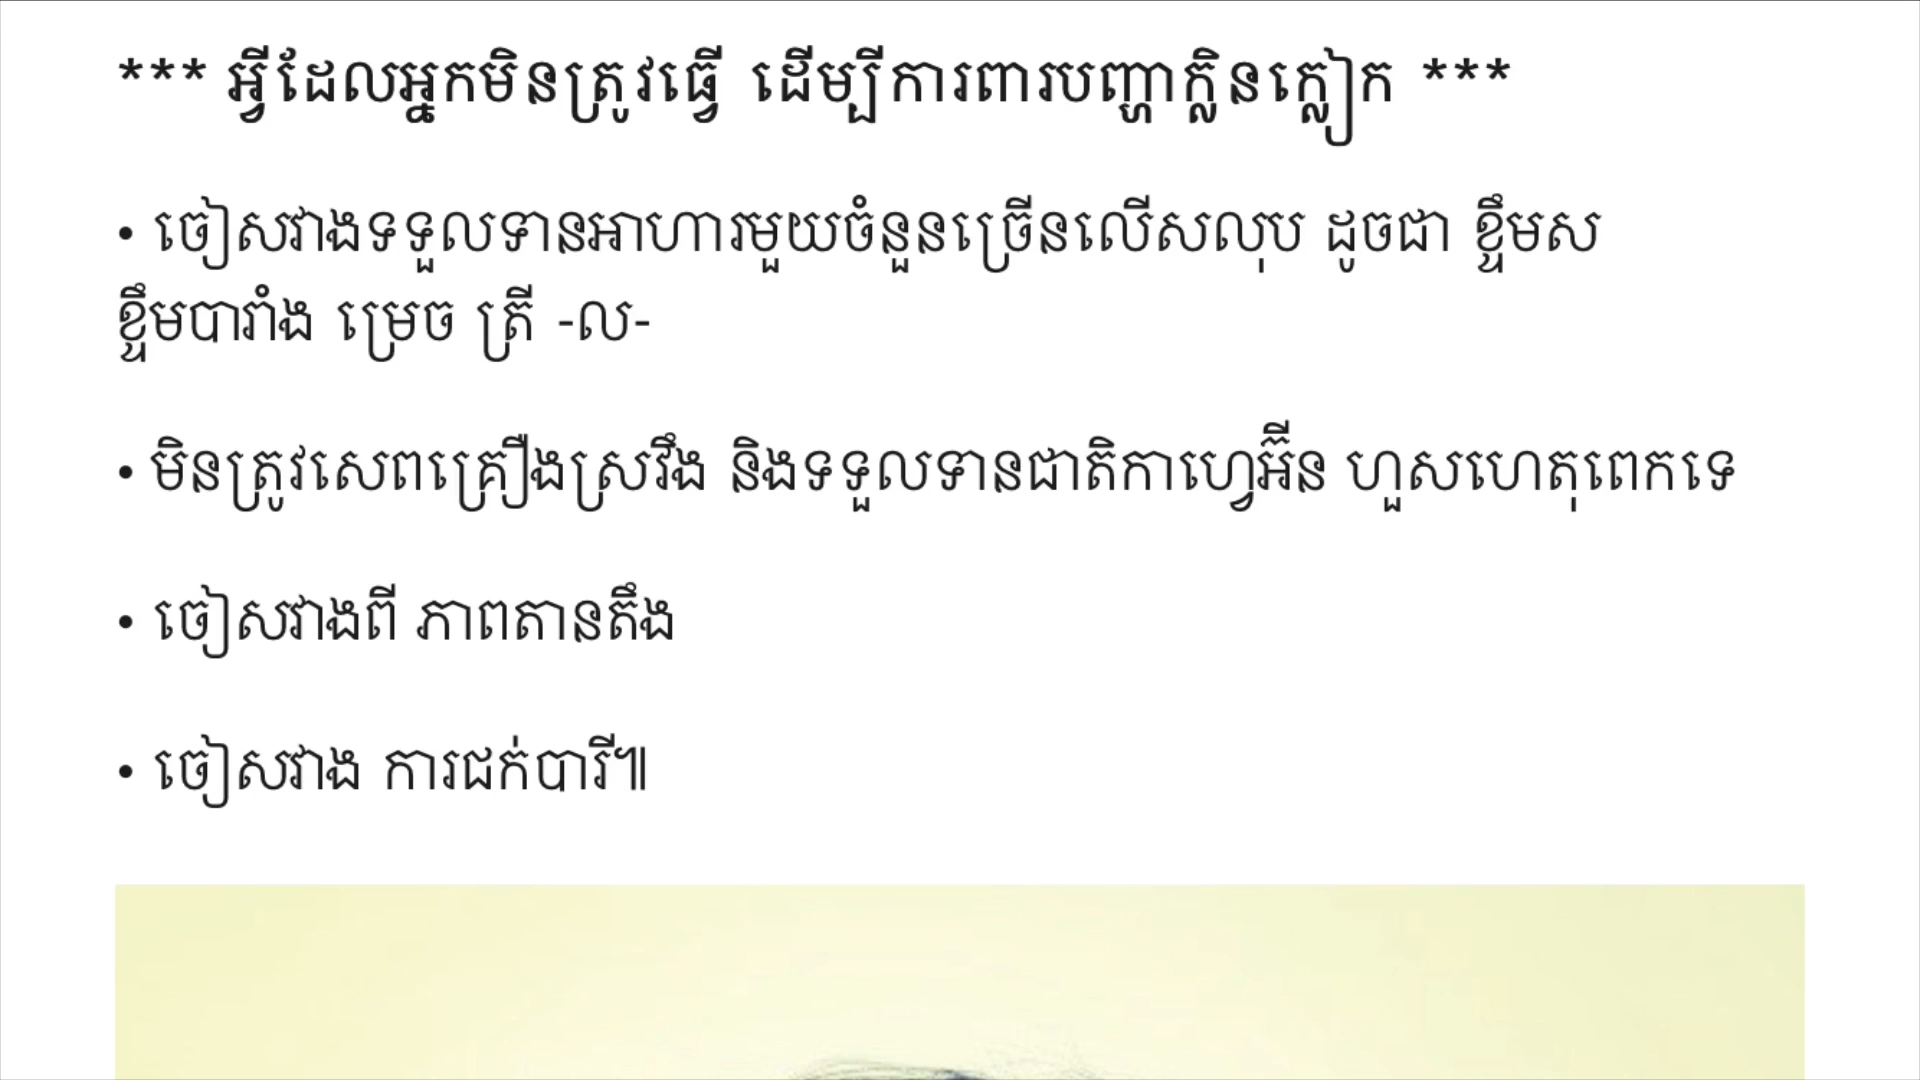 *** អ្វីដែលអ្នកមិនត្រូវធ្វើ ដើម្បីការពារបញ្ហាក្លិនក្លៀក ***
• ចៀសវាងទទួលទានអាហារមួយចំនួនច្រើនលើសលុប ដូចជា ខ្ទឹមស
ខ្ទឹមបារាំង ម្រេច ត្រី -ល-
• មិនត្រូវសេពគ្រឿងស្រវឹង និងទទួលទានជាតិកាហ្វេអ៊ីន ហួសហេតុពេកទេ
• ចៀសវាងពី ភាពតានតឹង
• ចៀសវាង ការជក់បារី៕